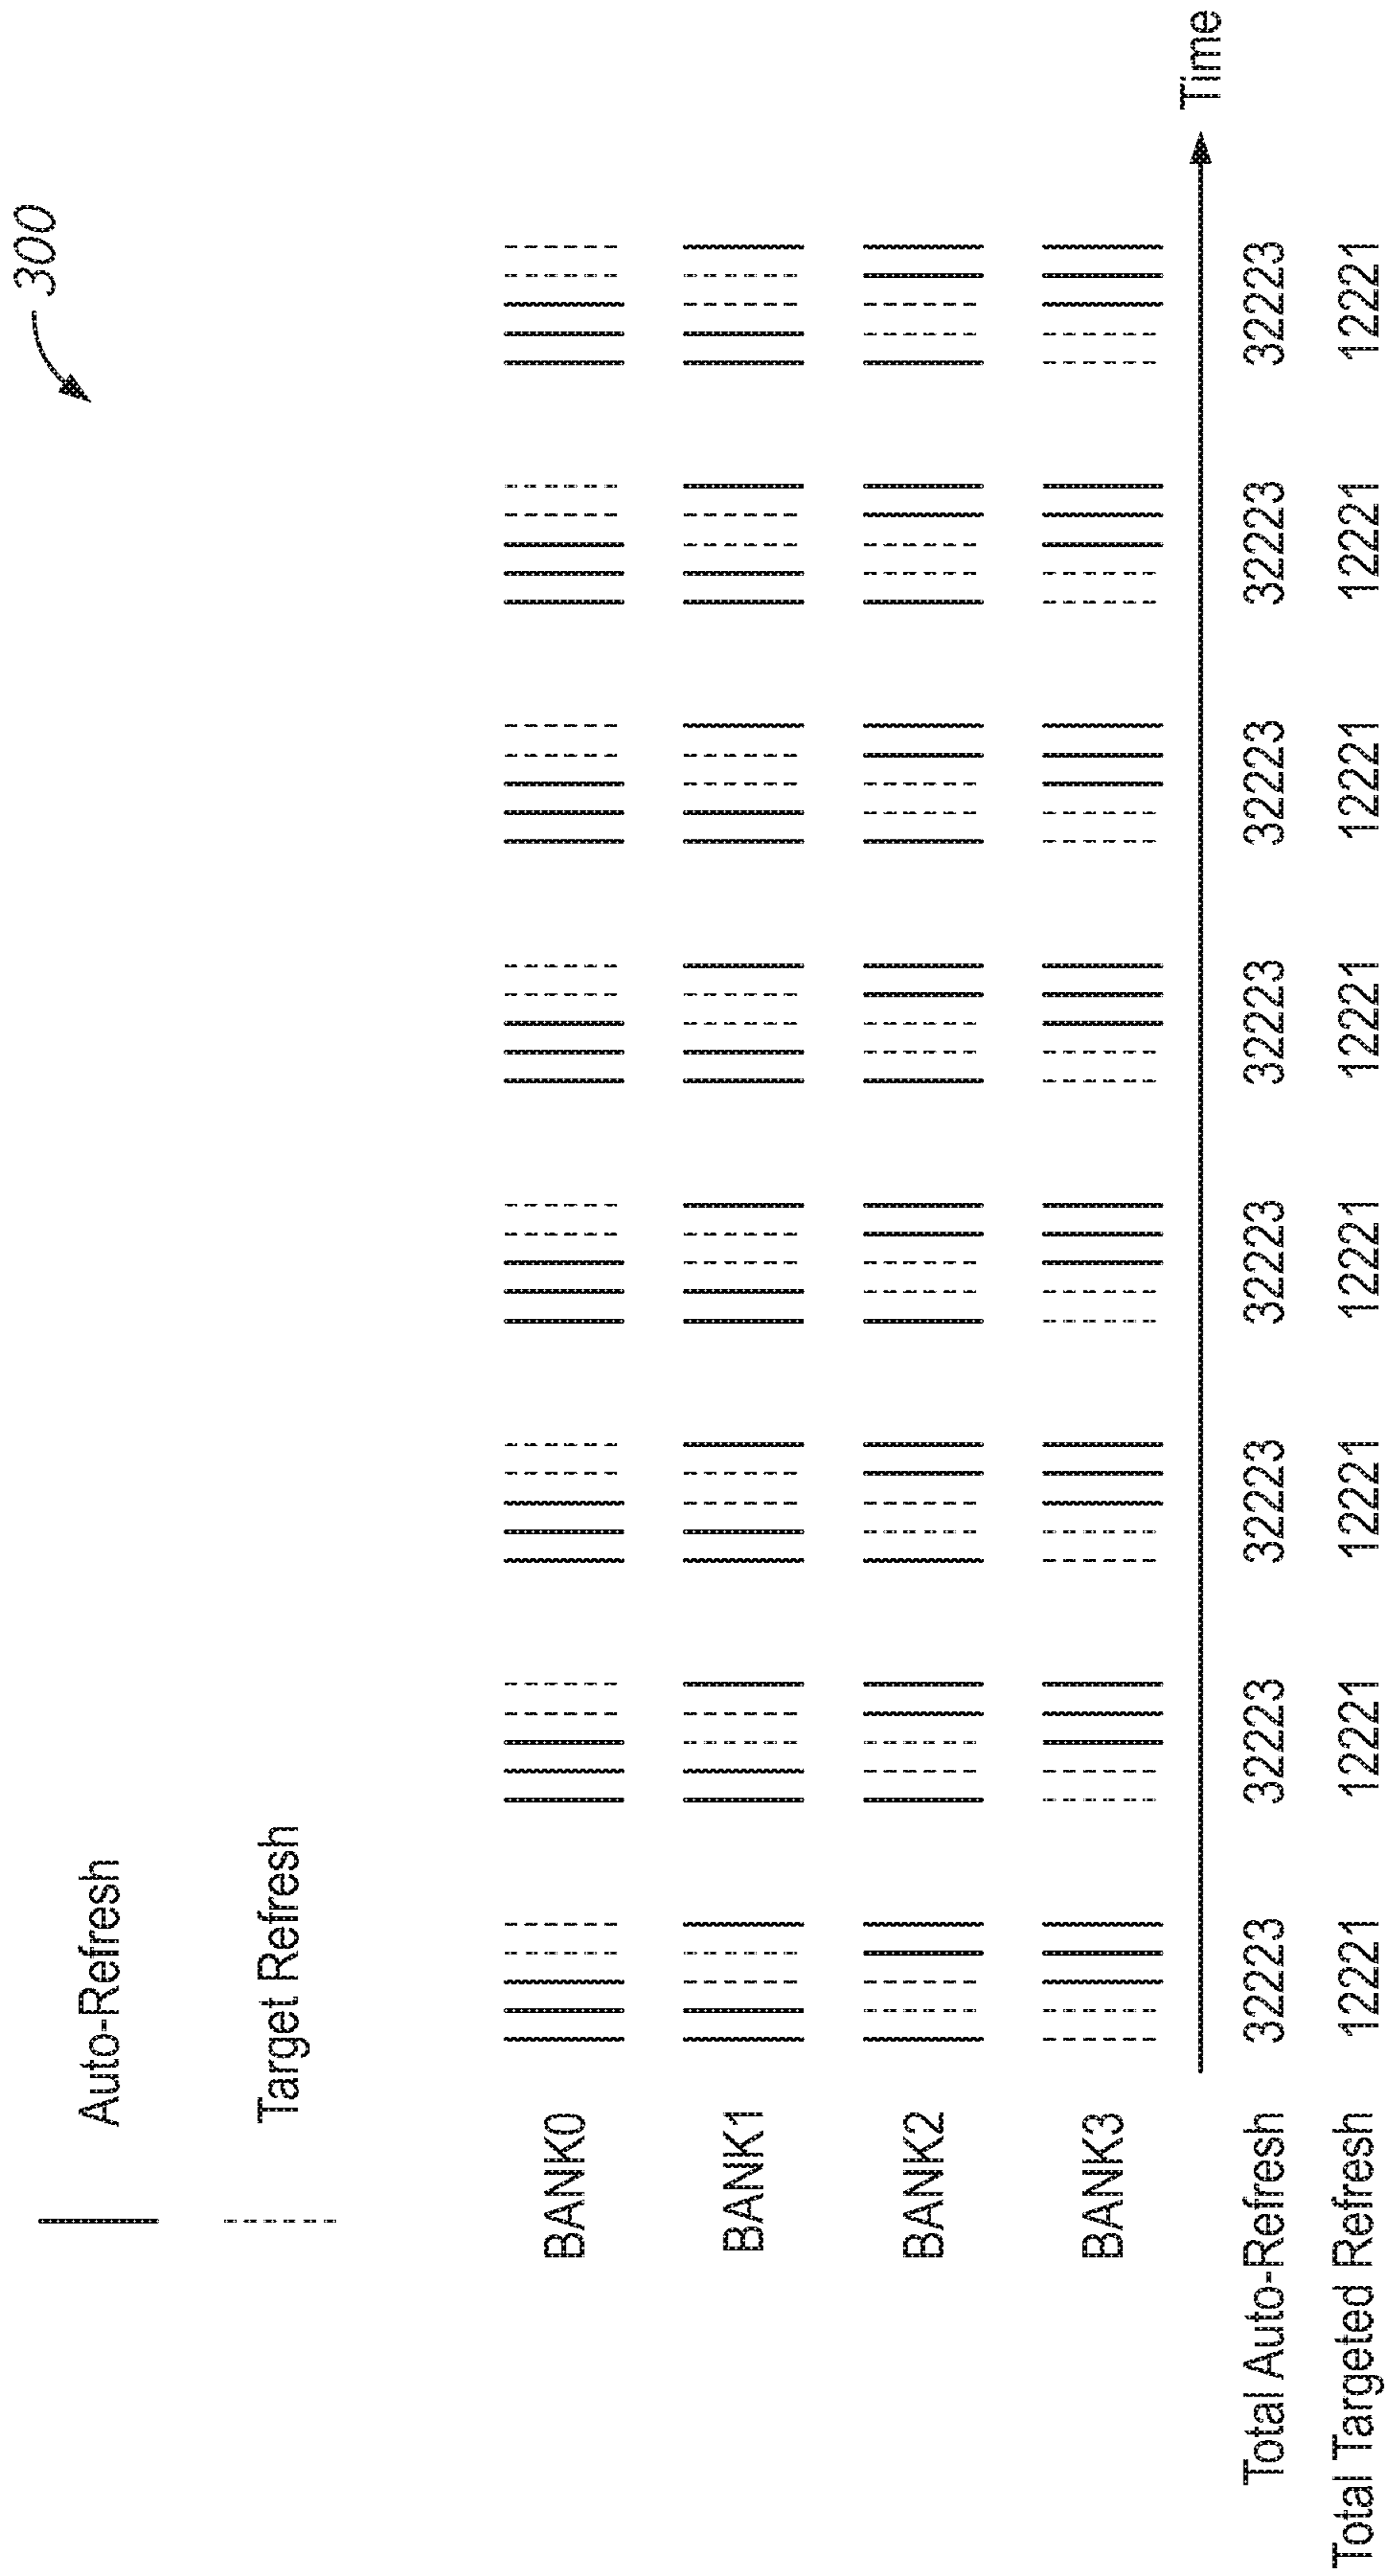 300
Auto-Refresh
Target Refresh
BANK0
BANK1
BANK2
BANK3
Time
Total Auto-Refresh 32223 32223 32223 32223 32223 32223 32223 32223
Total Targeted Refresh 12221 12221 12221 12221 12221 12221 12221 12221